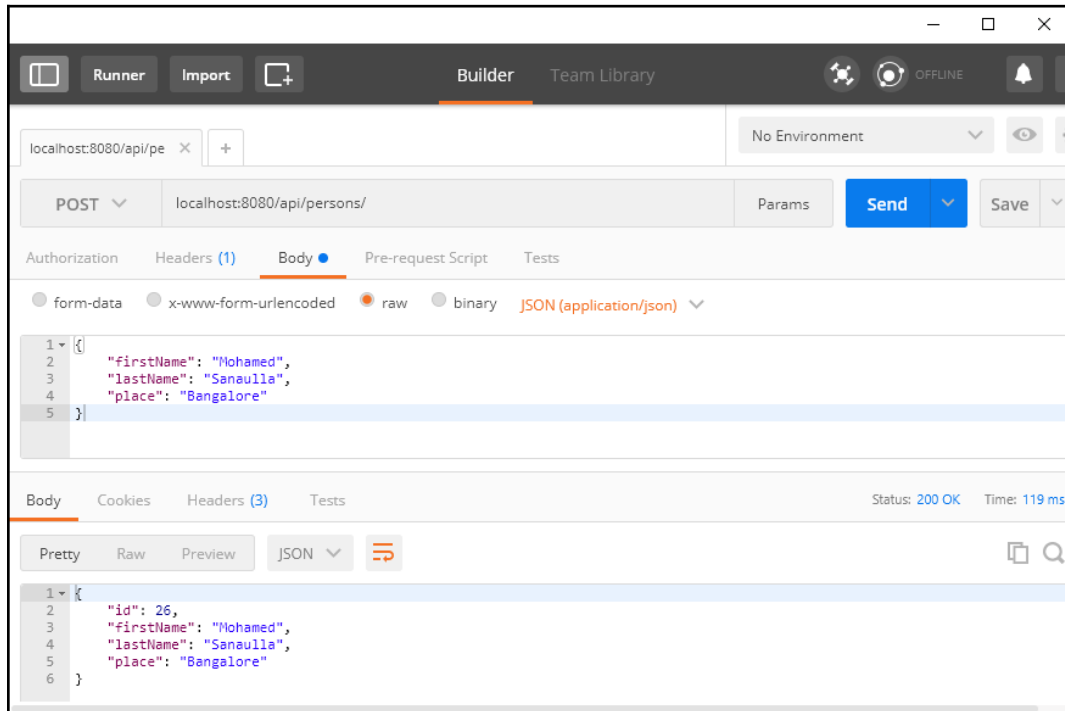 Runner Import Builder Team Library OFFLINE
localhost:8080/api/pe No Environment
POST localhost:8080/api/persons/ Params Send Save
Authorization Headers (1) Body Pre-request Script Tests
form-data x-www-form-urlencoded raw binary JSON (application/json)
1 {
2 "firstName": "Mohamed",
3 "lastName": "Sanaulla",
4 "place": "Bangalore"
5 }
Body Cookies Headers (3) Tests Status: 200 OK Time: 119 ms
Pretty Raw Preview JSON
1 {
2 "id": 26,
3 "firstName": "Mohamed",
4 "lastName": "Sanaulla",
5 "place": "Bangalore"
6 }